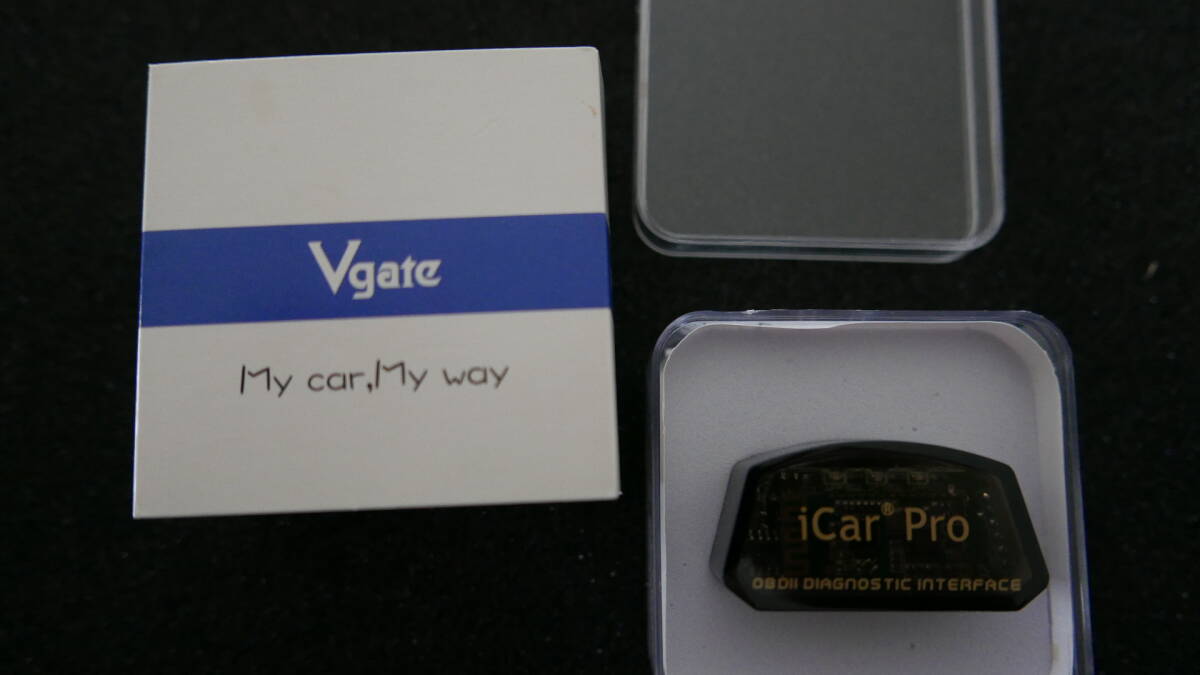 Vgate
My car,My way
iCar® Pro
OBDII DIAGNOSTIC INTERFACE